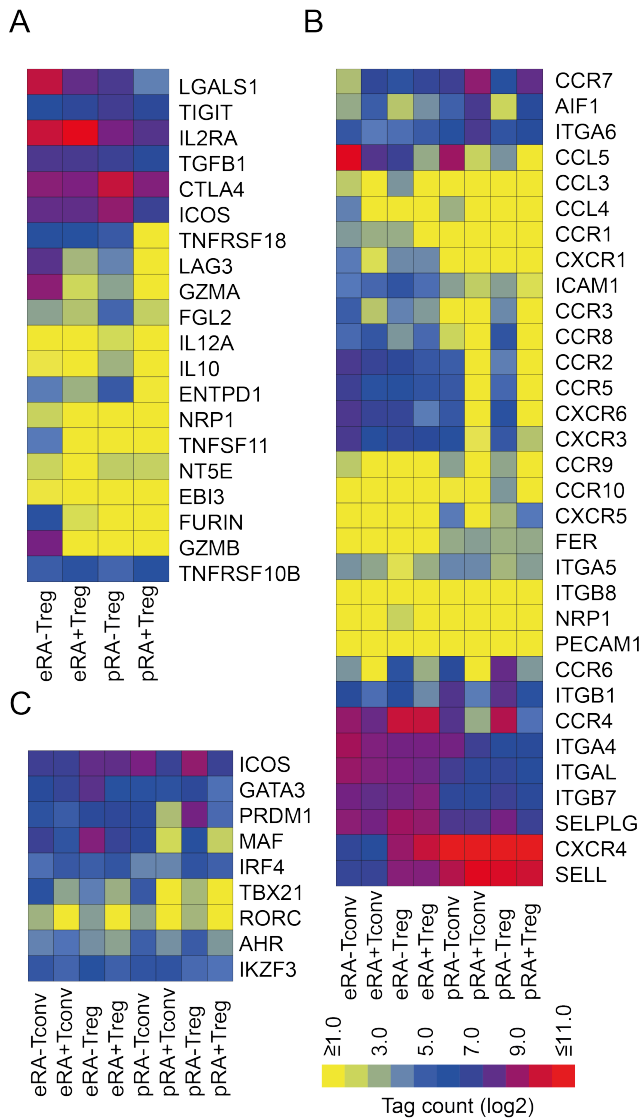 A
LGALS1
TIGIT
IL2RA
TGFB1
CTLA4
ICOS
TNFRSF18
LAG3
GZMA
FGL2
IL12A
IL10
ENTPD1
NRP1
TNFSF11
NT5E
EBI3
FURIN
GZMB
TNFRSF10B
eRA-Treg
eRA+Treg
pRA-Treg
pRA+Treg
B
CCR7
AIF1
ITGA6
CCL5
CCL3
CCL4
CCR1
CXCR1
ICAM1
CCR3
CCR8
CCR2
CCR5
CXCR6
CXCR3
CCR9
CCR10
CXCR5
FER
ITGA5
ITGB8
NRP1
PECAM1
CCR6
ITGB1
CCR4
ITGA4
ITGAL
ITGB7
SELPLG
CXCR4
SELL
eRA-Tconv
eRA+Tconv
eRA-Treg
eRA+Treg
pRA-Tconv
pRA+Tconv
pRA-Treg
pRA+Treg
C
ICOS
GATA3
PRDM1
MAF
IRF4
TBX21
RORC
AHR
IKZF3
eRA-Tconv
eRA+Tconv
eRA-Treg
eRA+Treg
pRA-Tconv
pRA+Tconv
pRA-Treg
pRA+Treg
≥1.0
3.0
5.0
7.0
9.0
≤11.0
Tag count (log2)